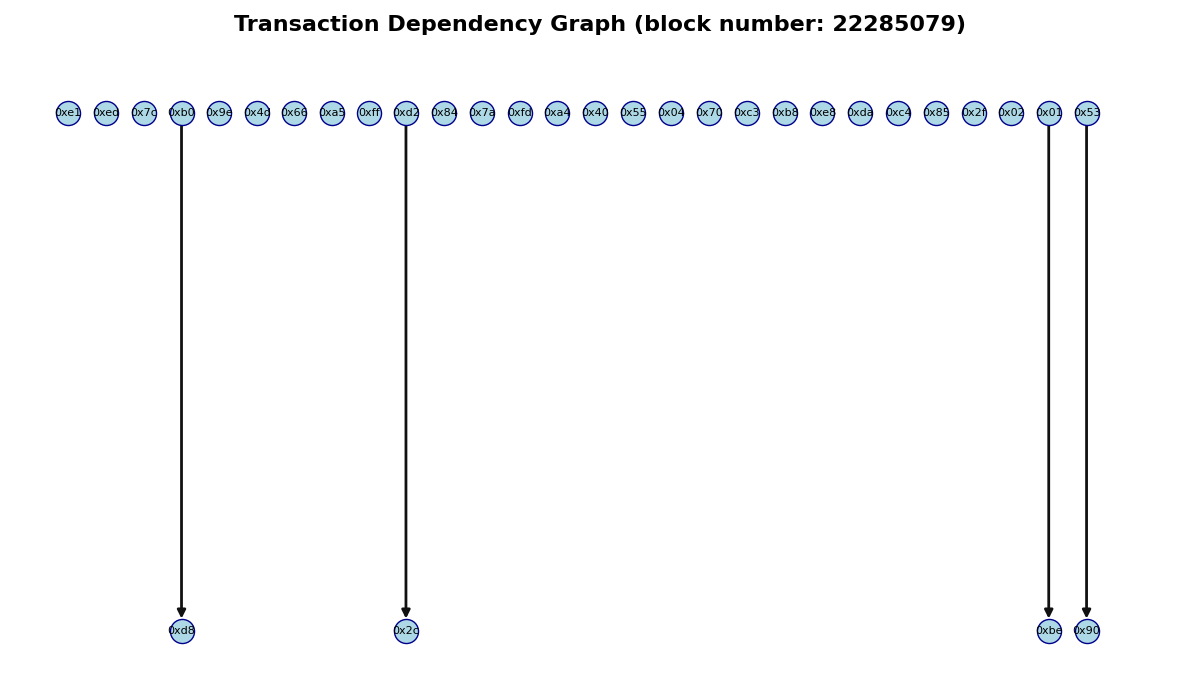 Transaction Dependency Graph (block number: 22285079)
0xe1 0xed 0x7c 0xb0 0x9e 0x4d 0x66 0xa5 0xff 0xd2 0x84 0x7a 0xfd 0xa4 0x40 0x55 0x04 0x70 0xc3 0xb8 0xe8 0xda 0xc4 0x85 0x2f 0x02 0x01 0x53
0xd8 0x2c 0xbe 0x90